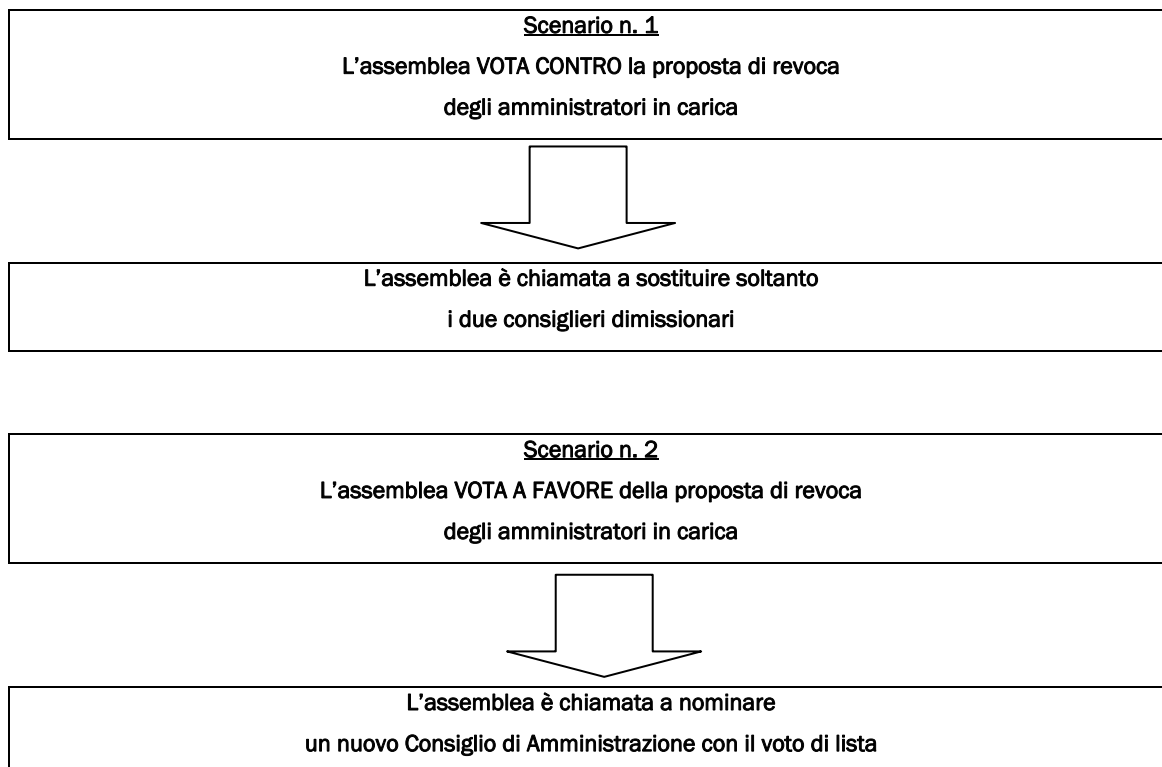 Scenario n. 1
L’assemblea VOTA CONTRO la proposta di revoca
degli amministratori in carica
L’assemblea è chiamata a sostituire soltanto
i due consiglieri dimissionari
Scenario n. 2
L’assemblea VOTA A FAVORE della proposta di revoca
degli amministratori in carica
L’assemblea è chiamata a nominare
un nuovo Consiglio di Amministrazione con il voto di lista